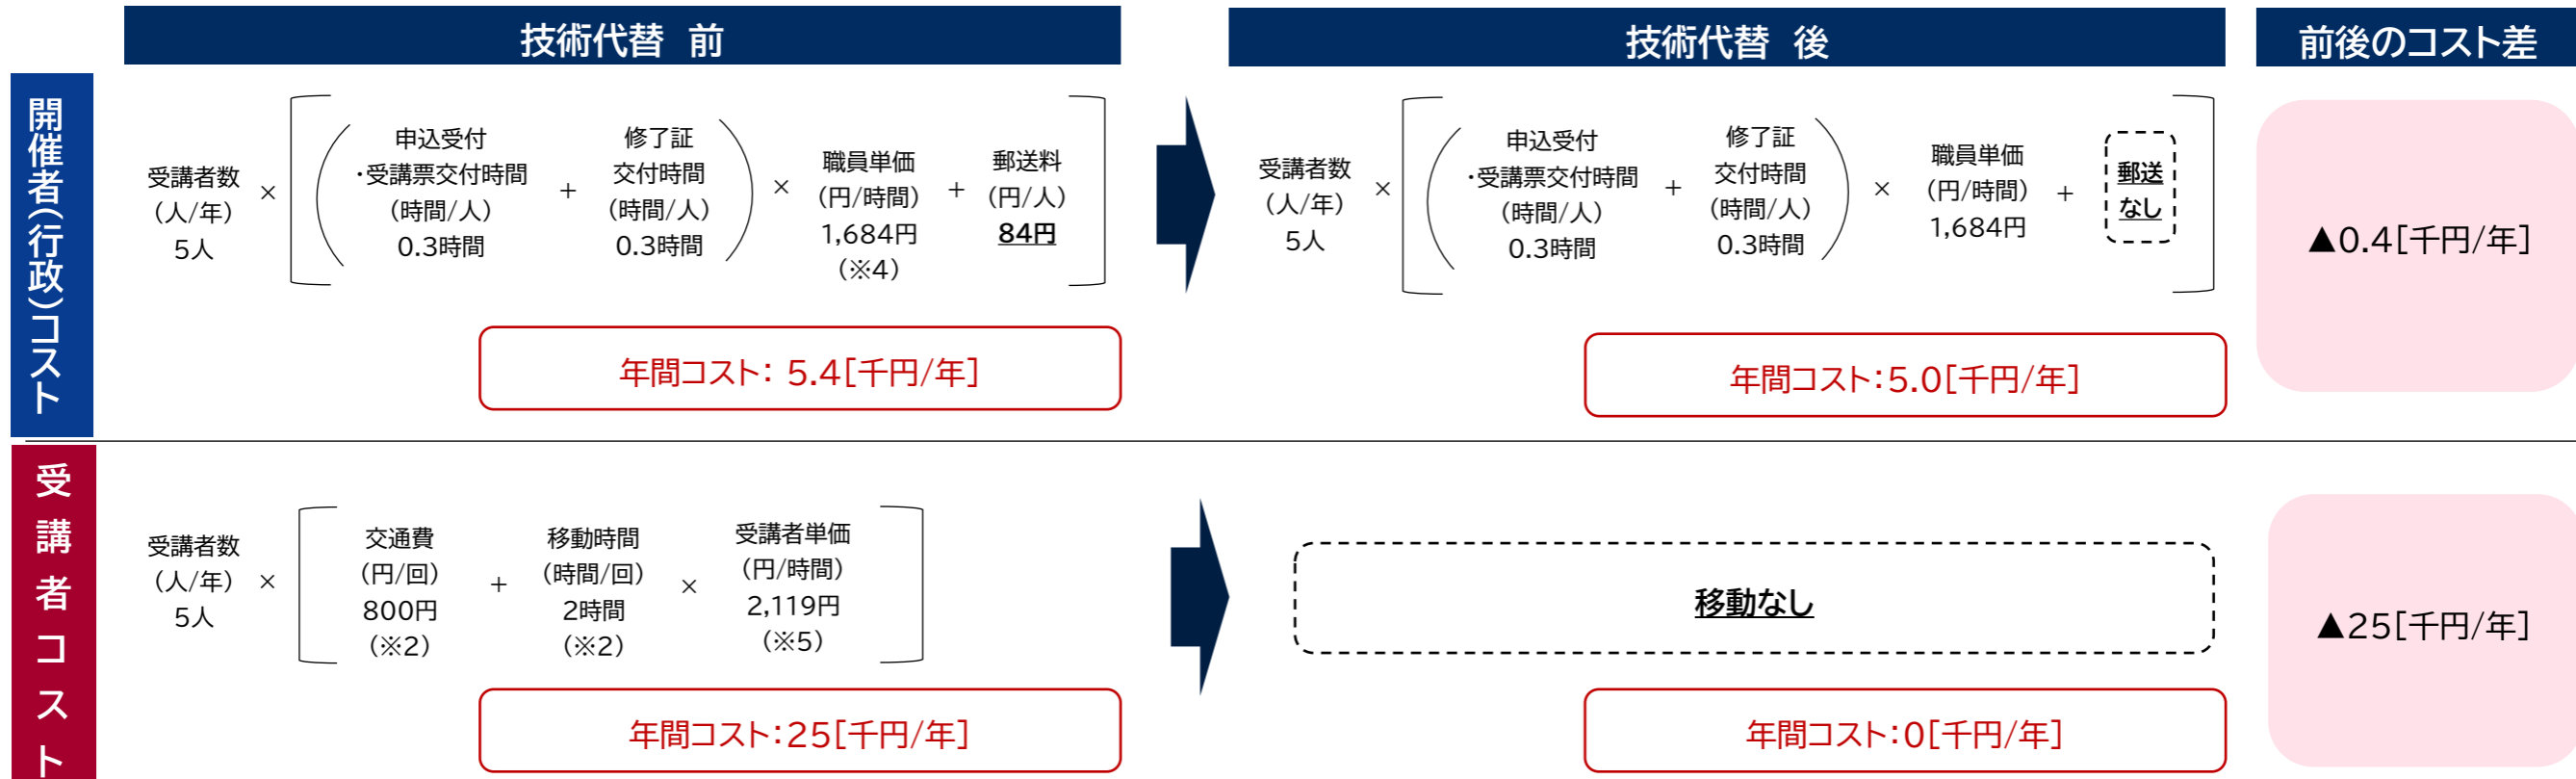 技術代替 前
技術代替 後
前後のコスト差
開催者(行政)コスト
受講者数
(人/年)
5人
×
申込受付
・受講票交付時間
(時間/人)
0.3時間
+
修了証
交付時間
(時間/人)
0.3時間
×
職員単価
(円/時間)
1,684円
(※4)
+
郵送料
(円/人)
84円
年間コスト: 5.4[千円/年]
受講者数
(人/年)
5人
×
申込受付
・受講票交付時間
(時間/人)
0.3時間
+
修了証
交付時間
(時間/人)
0.3時間
×
職員単価
(円/時間)
1,684円
+
郵送
なし
年間コスト:5.0[千円/年]
▲0.4[千円/年]
受講者コスト
受講者数
(人/年)
5人
×
交通費
(円/回)
800円
(※2)
+
移動時間
(時間/回)
2時間
(※2)
×
受講者単価
(円/時間)
2,119円
(※5)
年間コスト:25[千円/年]
移動なし
年間コスト:0[千円/年]
▲25[千円/年]